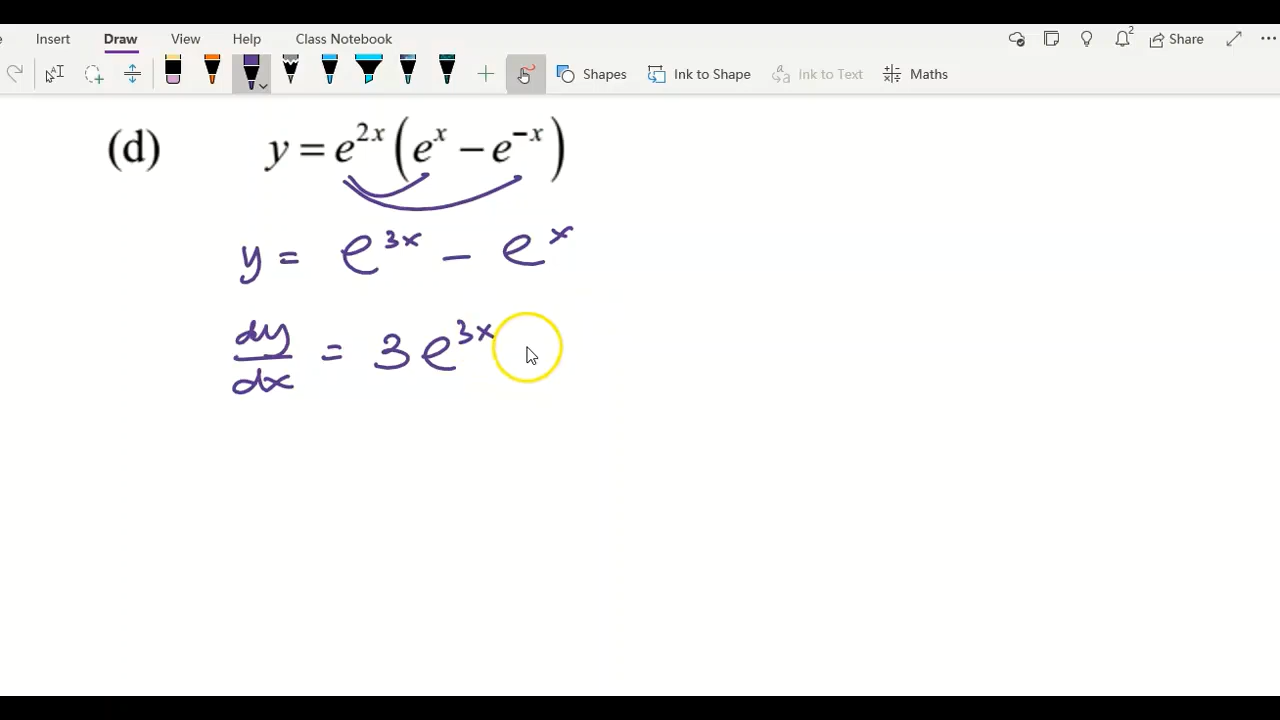 e Insert Draw View Help Class Notebook 2 Share
Shapes Ink to Shape Ink to Text Maths
(d) y = e^{2x}(e^{x} − e^{−x})
y = e^{3x} − e^{x}
dy/dx = 3e^{3x}